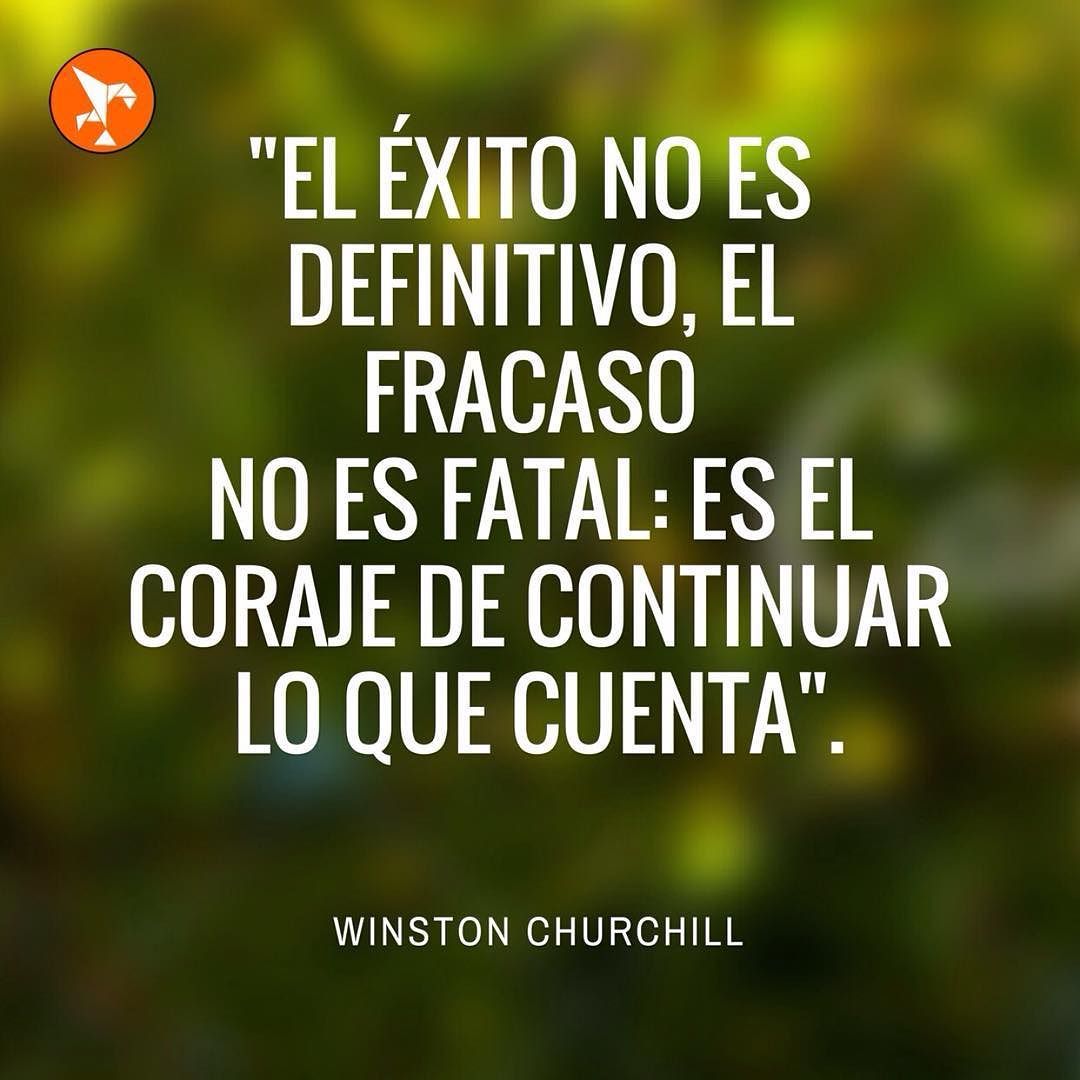 "EL ÉXITO NO ES
DEFINITIVO, EL
FRACASO
NO ES FATAL: ES EL
CORAJE DE CONTINUAR
LO QUE CUENTA".
WINSTON CHURCHILL